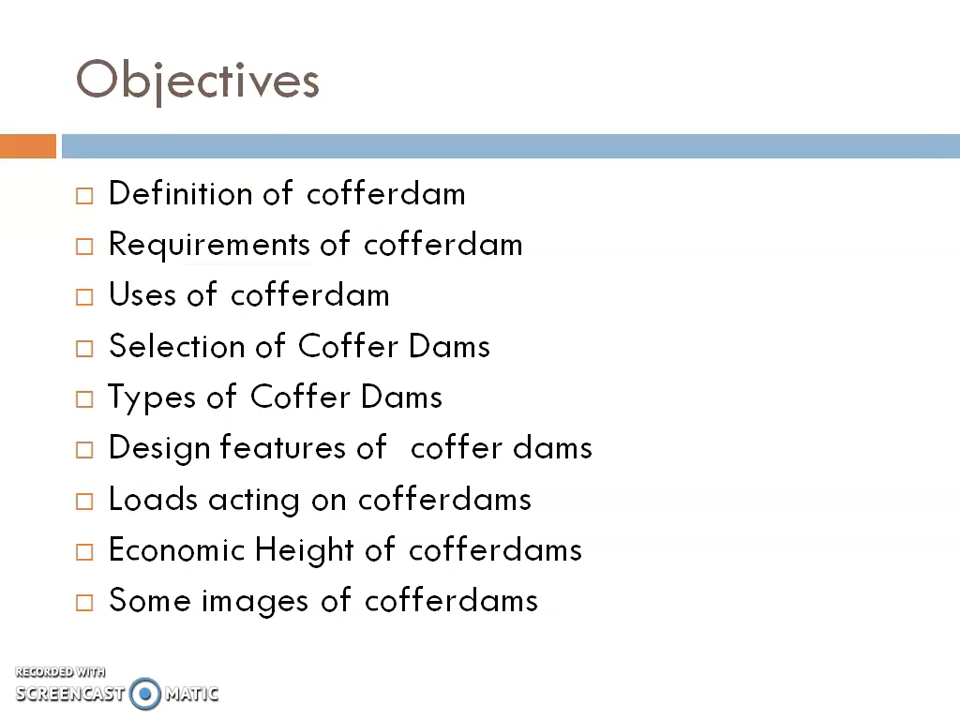 Objectives
Definition of cofferdam
Requirements of cofferdam
Uses of cofferdam
Selection of Coffer Dams
Types of Coffer Dams
Design features of  coffer dams
Loads acting on cofferdams
Economic Height of cofferdams
Some images of cofferdams
RECORDED WITH
SCREENCAST MATIC